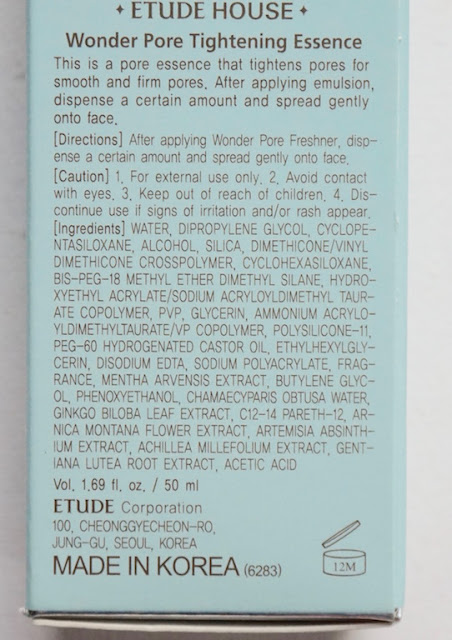 ETUDE HOUSE
Wonder Pore Tightening Essence
This is a pore essence that tightens pores for
smooth and firm pores. After applying emulsion,
dispense a certain amount and spread gently
onto face.
[Directions] After applying Wonder Pore Freshner, disp-
ense a certain amount and spread gently onto face.
[Caution] 1. For external use only. 2. Avoid contact
with eyes. 3. Keep out of reach of children. 4. Dis-
continue use if signs of irritation and/or rash appear.
[Ingredients] WATER, DIPROPYLENE GLYCOL, CYCLOPE-
NTASILOXANE, ALCOHOL, SILICA, DIMETHICONE/VINYL
DIMETHICONE CROSSPOLYMER, CYCLOHEXASILOXANE,
BIS-PEG-18 METHYL ETHER DIMETHYL SILANE, HYDRO-
XYETHYL ACRYLATE/SODIUM ACRYLOYLDIMETHYL TAUR-
ATE COPOLYMER, PVP, GLYCERIN, AMMONIUM ACRYLO-
YLDIMETHYLTAURATE/VP COPOLYMER, POLYSILICONE-11,
PEG-60 HYDROGENATED CASTOR OIL, ETHYLHEXYLGLY-
CERIN, DISODIUM EDTA, SODIUM POLYACRYLATE, FRAG-
RANCE, MENTHA ARVENSIS EXTRACT, BUTYLENE GLYC-
OL, PHENOXYETHANOL, CHAMAECYPARIS OBTUSA WATER,
GINKGO BILOBA LEAF EXTRACT, C12-14 PARETH-12, AR-
NICA MONTANA FLOWER EXTRACT, ARTEMISIA ABSINTH-
IUM EXTRACT, ACHILLEA MILLEFOLIUM EXTRACT, GENT-
IANA LUTEA ROOT EXTRACT, ACETIC ACID
Vol. 1.69 fl. oz. / 50 ml
ETUDE Corporation
100, CHEONGGYECHEON-RO,
JUNG-GU, SEOUL, KOREA
MADE IN KOREA (6283)
12M